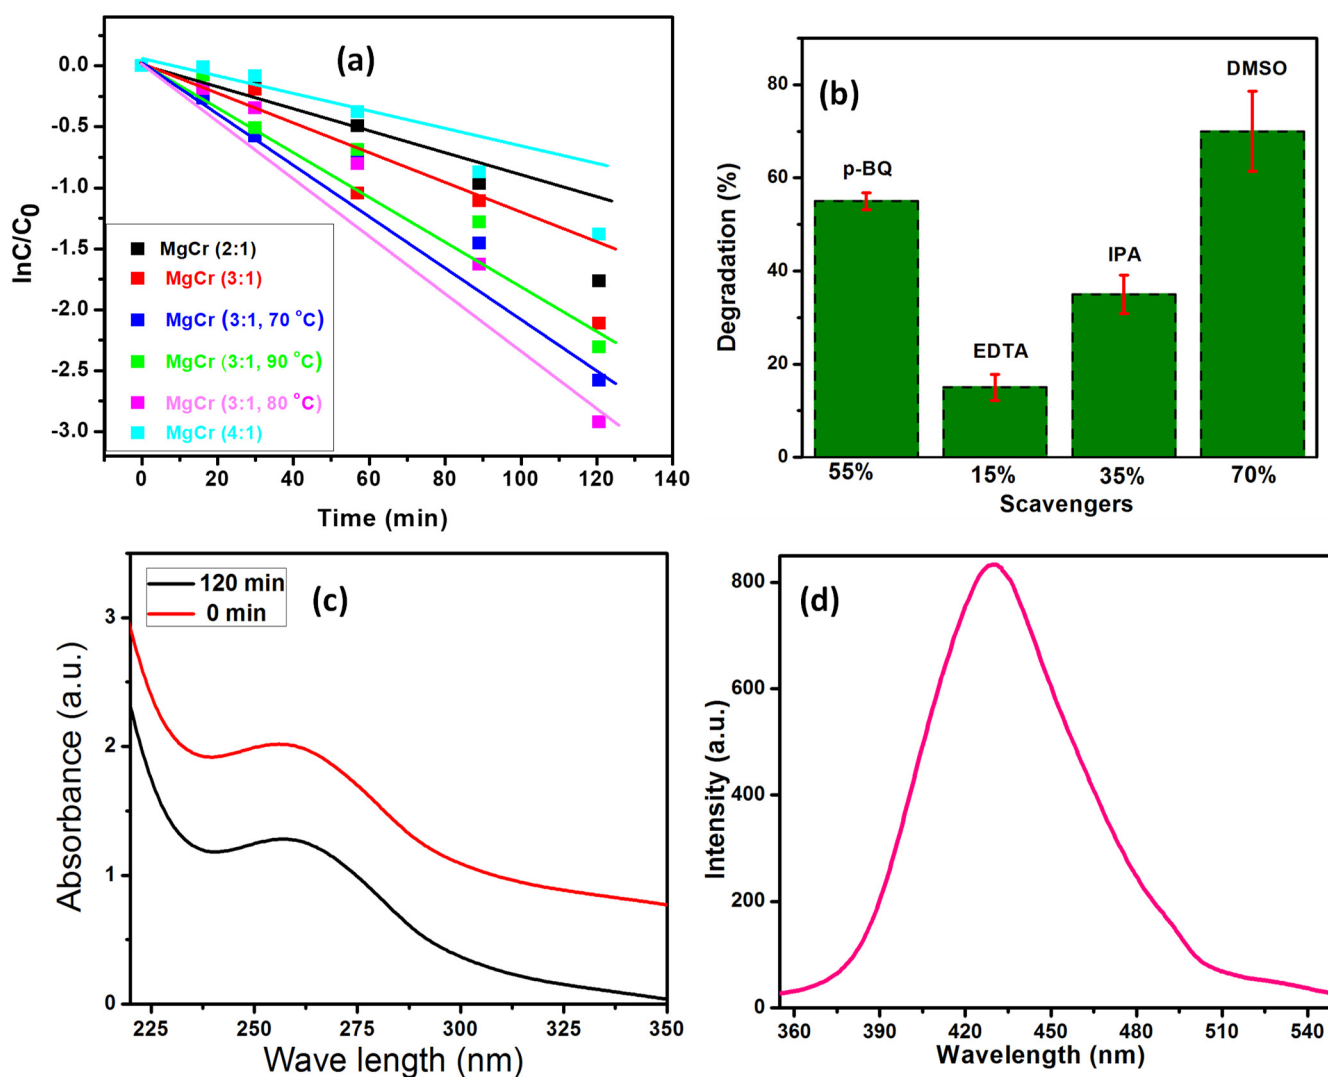 (a)
0.0
-0.5
-1.0
-1.5
-2.0
-2.5
-3.0
lnC/C0
MgCr (2:1)
MgCr (3:1)
MgCr (3:1, 70 °C)
MgCr (3:1, 90 °C)
MgCr (3:1, 80 °C)
MgCr (4:1)
0 20 40 60 80 100 120 140
Time (min)
(b)
80
60
40
20
0
Degradation (%)
p-BQ
EDTA
IPA
DMSO
55% 15% 35% 70%
Scavengers
(c)
120 min
0 min
3
2
1
0
Absorbance (a.u.)
225 250 275 300 325 350
Wave length (nm)
(d)
800
600
400
200
0
Intensity (a.u.)
360 390 420 450 480 510 540
Wavelength (nm)